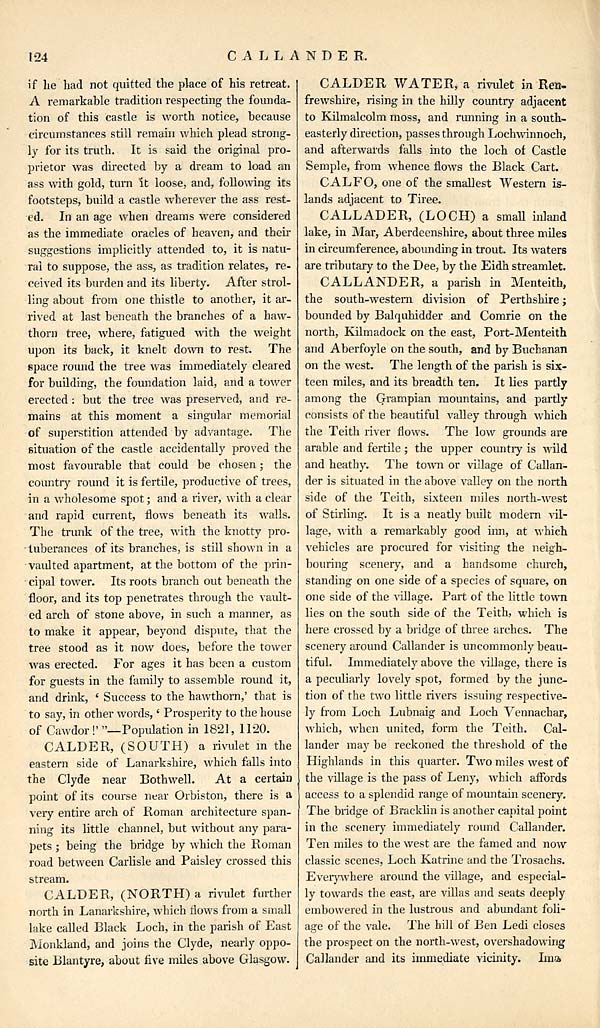 124
CALLANDER.
if he had not quitted the place of his retreat.
A remarkable tradition respecting the founda-
tion of this castle is worth notice, because
circumstances still remain which plead strong-
ly for its truth. It is said the original pro-
prietor was directed by a dream to load an
ass with gold, turn it loose, and, following its
footsteps, build a castle wherever the ass rest-
ed. In an age when dreams were considered
as the immediate oracles of heaven, and their
suggestions implicitly attended to, it is natu-
ral to suppose, the ass, as tradition relates, re-
ceived its burden and its liberty. After strol-
ling about from one thistle to another, it ar-
rived at last beneath the branches of a haw-
thorn tree, where, fatigued with the weight
upon its back, it knelt down to rest. The
space round the tree was immediately cleared
for building, the foundation laid, and a tower
erected: but the tree was preserved, and re-
mains at this moment a singular memorial
of superstition attended by advantage. The
situation of the castle accidentally proved the
most favourable that could be chosen; the
country round it is fertile, productive of trees,
in a wholesome spot; and a river, with a clear
and rapid current, flows beneath its walls.
The trunk of the tree, with the knotty pro-
tuberances of its branches, is still shown in a
vaulted apartment, at the bottom of the prin-
cipal tower. Its roots branch out beneath the
floor, and its top penetrates through the vault-
ed arch of stone above, in such a manner, as
to make it appear, beyond dispute, that the
tree stood as it now does, before the tower
was erected. For ages it has been a custom
for guests in the family to assemble round it,
and drink, ‘ Success to the hawthorn,’ that is
to say, in other words, ‘ Prosperity to the house
of Cawdor!’ ”—Population in 1821, 1120.
CALDER, (SOUTH) a rivulet in the
eastern side of Lanarkshire, which falls into
the Clyde near Bothwell. At a certain
point of its course near Orbiston, there is a
very entire arch of Roman architecture span-
ning its little channel, but without any para-
pets; being the bridge by which the Roman
road between Carlisle and Paisley crossed this
stream.
CALDER, (NORTH) a rivulet further
north in Lanarkshire, which flows from a small
lake called Black Loch, in the parish of East
Monkland, and joins the Clyde, nearly oppo-
site Blantyre, about five miles above Glasgow.
CALDER WATER, a rivulet in Ren-
frewshire, rising in the hilly country adjacent
to Kilmalcolm moss, and running in a south-
easterly direction, passes through Lochwinnoch,
and afterwards falls into the loch of Castle
Semple, from whence flows the Black Cart.
CALFO, one of the smallest Western is-
lands adjacent to Tiree.
CALLADER, (LOCH) a small inland
lake, in Mar, Aberdeenshire, about three miles
in circumference, abounding in trout. Its waters
are tributary to the Dee, by the Eidh streamlet.
CALLANDER, a parish in Menteith,
the south-western division of Perthshire;
bounded by Balquhidder and Comrie on the
north, Kilmadock on the east, Port-Menteith
and Aberfoyle on the south, and by Buchanan
on the west. The length of the parish is six-
teen miles, and its breadth ten. It lies partly
among the Grampian mountains, and partly
consists of the beautiful valley through which
the Teith river flows. The low grounds are
arable and fertile; the upper country is wild
and heathy. The town or village of Callan-
der is situated in the above valley on the north
side of the Teith, sixteen miles north-west
of Stirling. It is a neatly built modern vil-
lage, with a remarkably good inn, at which
vehicles are procured for visiting the neigh-
bouring scenery, and a handsome church,
standing on one side of a species of square, on
one side of the village. Part of the little town
lies on the south side of the Teith, which is
here crossed by a bridge of three arches. The
scenery around Callander is uncommonly beau-
tiful. Immediately above the village, there is
a peculiarly lovely spot, formed by the junc-
tion of the two little rivers issuing respective-
ly from Loch Lubnaig and Loch Vennachar,
which, when united, form the Teith. Cal-
lander may be reckoned the threshold of the
Highlands in this quarter. Two miles west of
the village is the pass of Leny, which affords
access to a splendid range of mountain scenery.
The bridge of Bracklin is another capital point
in the scenery immediately round Callander.
Ten miles to the west are the famed and now
classic scenes, Loch Katrine and the Trosachs.
Everywhere around the village, and especial-
ly towards the east, are villas and seats deeply
embowered in the lustrous and abundant foli-
age of the vale. The hill of Ben Ledi closes
the prospect on the north-west, overshadowing
Callander and its immediate vicinity. Ima